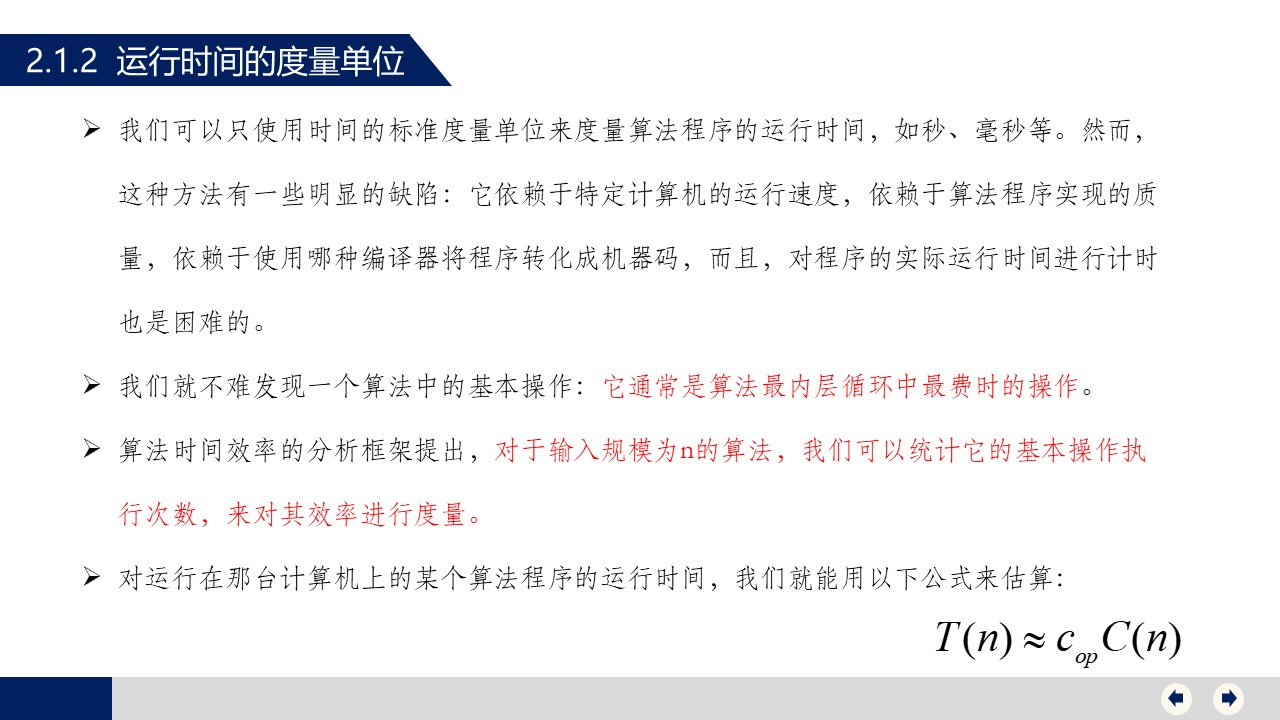 2.1.2 运行时间的度量单位
➢ 我们可以只使用时间的标准度量单位来度量算法程序的运行时间，如秒、毫秒等。然而，
这种方法有一些明显的缺陷：它依赖于特定计算机的运行速度，依赖于算法程序实现的质
量，依赖于使用哪种编译器将程序转化成机器码，而且，对程序的实际运行时间进行计时
也是困难的。
➢ 我们就不难发现一个算法中的基本操作：它通常是算法最内层循环中最费时的操作。
➢ 算法时间效率的分析框架提出，对于输入规模为n的算法，我们可以统计它的基本操作执
行次数，来对其效率进行度量。
➢ 对运行在那台计算机上的某个算法程序的运行时间，我们就能用以下公式来估算：
T(n) ≈ c_op C(n)